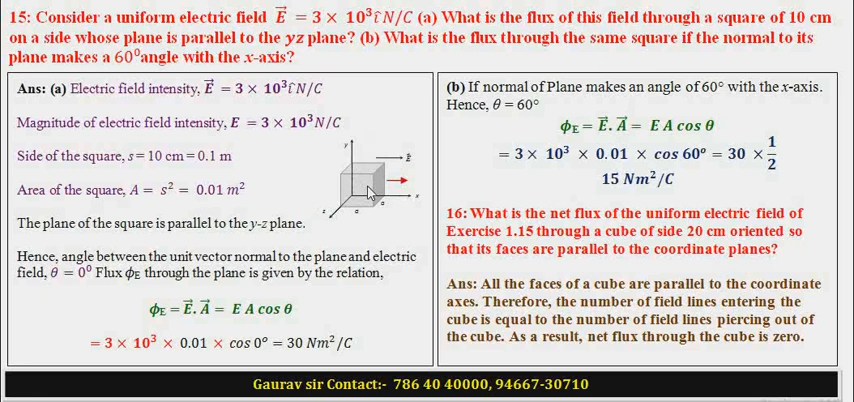 15: Consider a uniform electric field E⃗ = 3 × 10³ î N/C (a) What is the flux of this field through a square of 10 cm
on a side whose plane is parallel to the yz plane? (b) What is the flux through the same square if the normal to its
plane makes a 60⁰angle with the x-axis?
Ans: (a) Electric field intensity, E⃗ = 3 × 10³ î N/C
Magnitude of electric field intensity, E = 3 × 10³ N/C
Side of the square, s = 10 cm = 0.1 m
Area of the square, A = s² = 0.01 m²
The plane of the square is parallel to the y-z plane.
Hence, angle between the unit vector normal to the plane and electric
field, θ = 0⁰ Flux ϕE through the plane is given by the relation,
ϕE = E⃗. A⃗ = E A cos θ
= 3 × 10³ × 0.01 × cos 0° = 30 Nm²/C
y
E
x
z
a
a
(b) If normal of Plane makes an angle of 60° with the x-axis.
Hence, θ = 60°
ϕE = E⃗. A⃗ = E A cos θ
= 3 × 10³ × 0.01 × cos 60° = 30 × 1/2
15 Nm²/C
16: What is the net flux of the uniform electric field of
Exercise 1.15 through a cube of side 20 cm oriented so
that its faces are parallel to the coordinate planes?
Ans: All the faces of a cube are parallel to the coordinate
axes. Therefore, the number of field lines entering the
cube is equal to the number of field lines piercing out of
the cube. As a result, net flux through the cube is zero.
Gaurav sir Contact:- 786 40 40000, 94667-30710